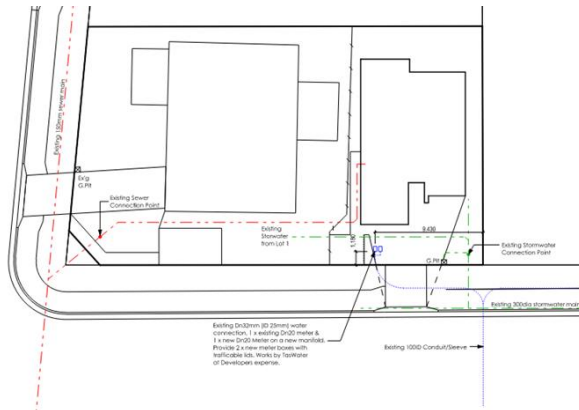 Existing 150mm sewer main
Ex'g
G.Pit
Existing Sewer
Connection Point
Existing
Storwater
from Lot 1
1,190
9,430
G.Pit
Existing Stormwater
Connection Point
Existing 300dia stormwater main
Existing Dn32mm (ID 25mm) water
connection. 1 x existing Dn20 meter &
1 x new Dn20 Meter on a new manifold.
Provide 2 x new meter boxes with
trafficable lids. Works by TasWater
at Developers expense.
Existing 100ID Conduit/Sleeve